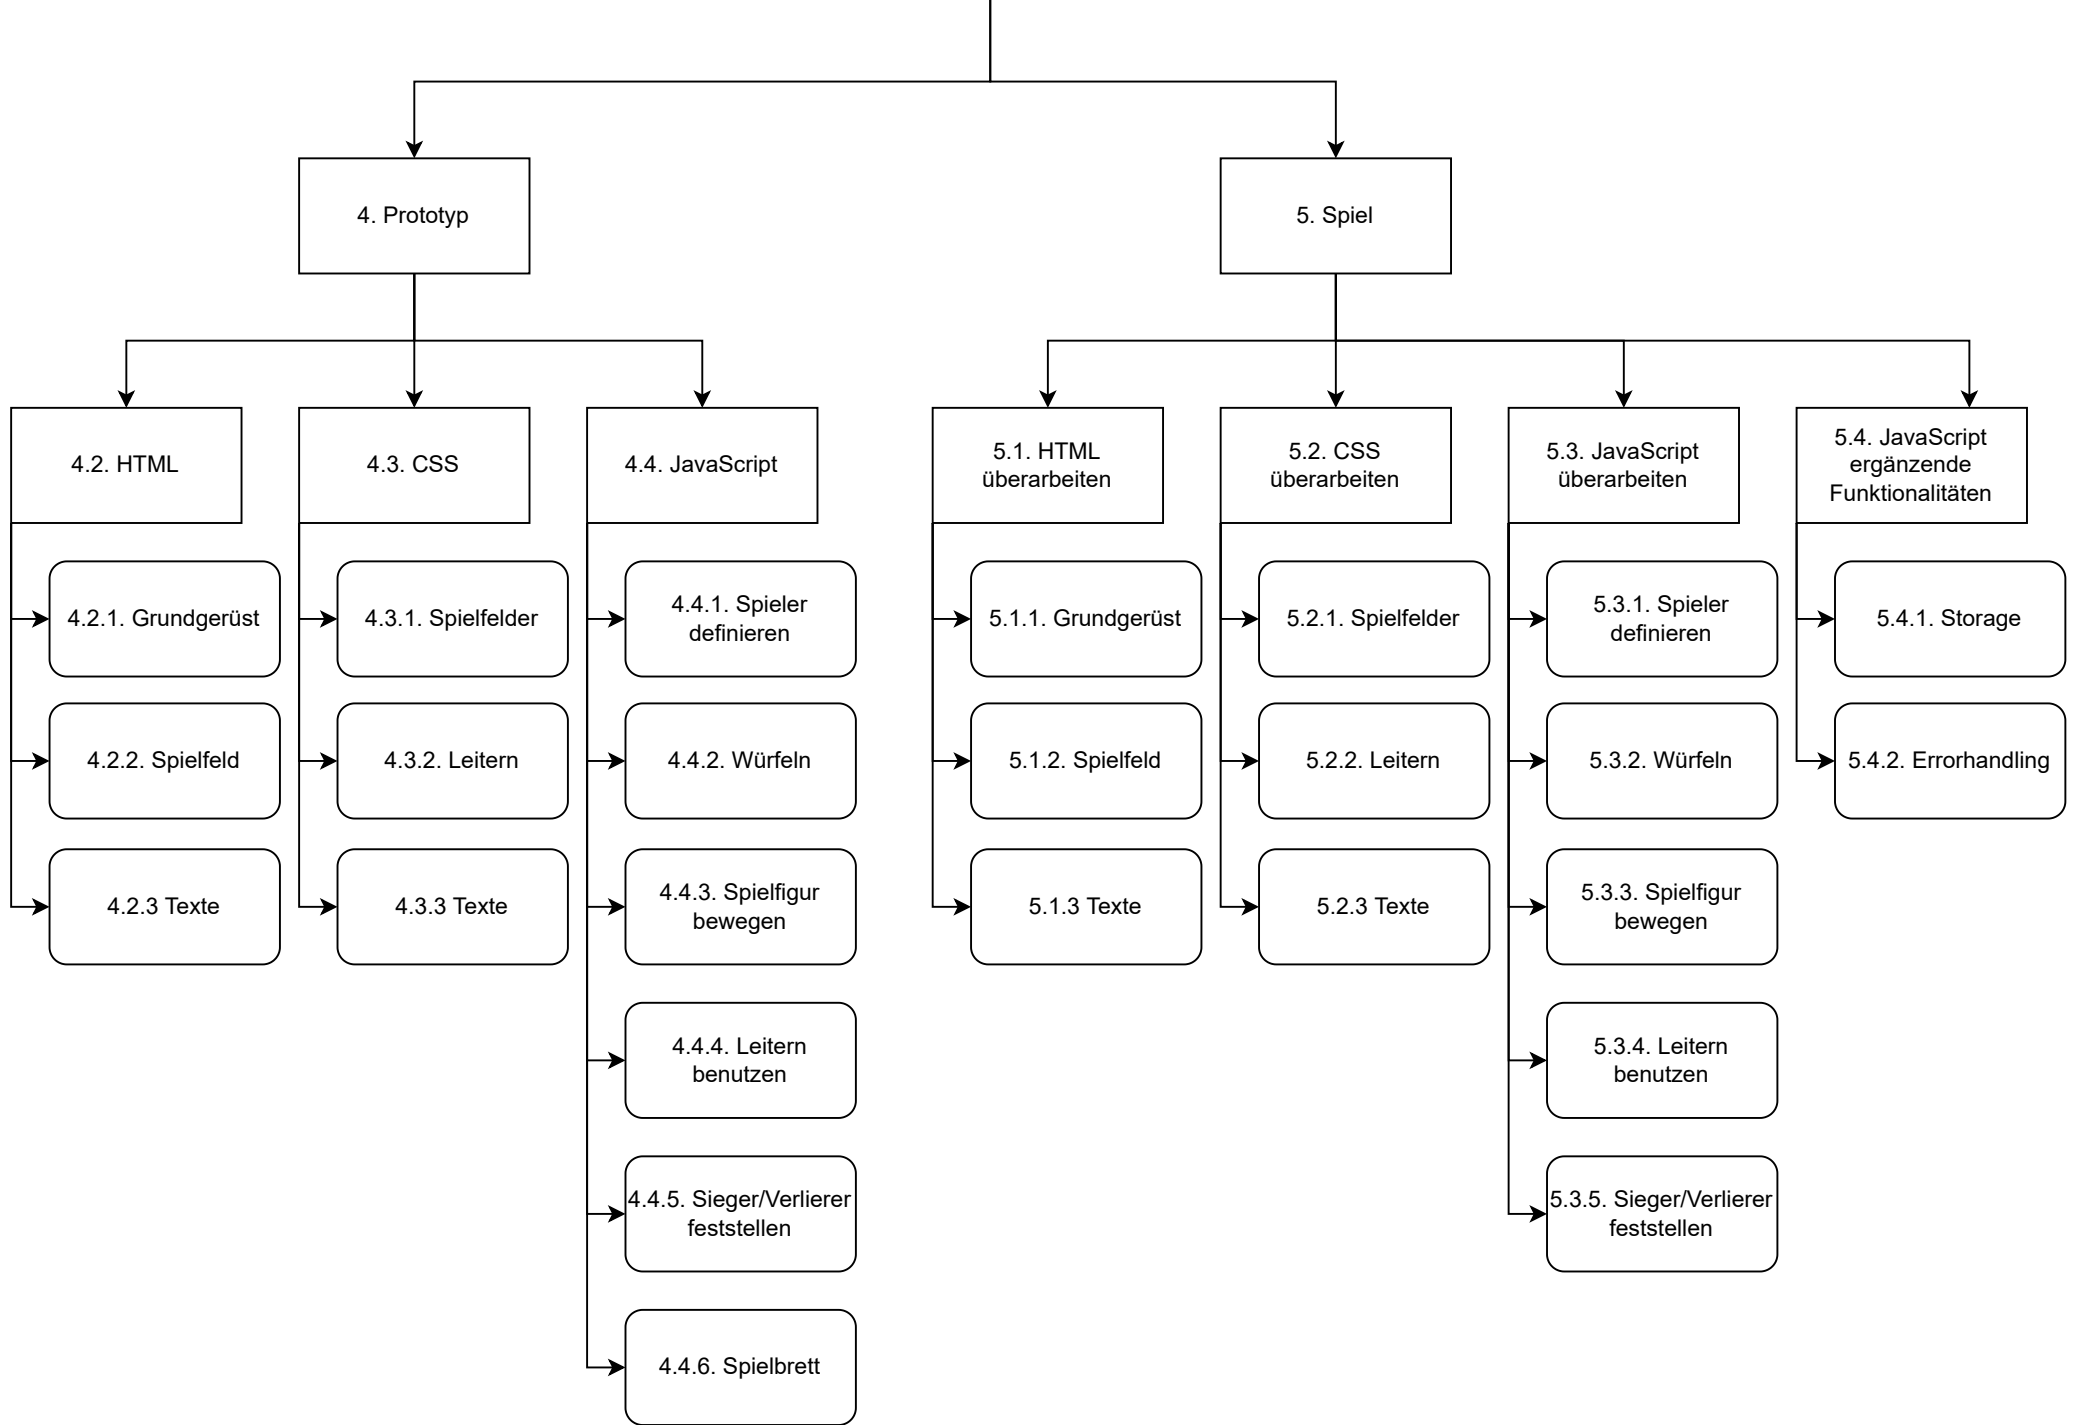 4. Prototyp
5. Spiel
4.2. HTML
4.3. CSS
4.4. JavaScript
5.1. HTML
überarbeiten
5.2. CSS
überarbeiten
5.3. JavaScript
überarbeiten
5.4. JavaScript
ergänzende
Funktionalitäten
4.2.1. Grundgerüst
4.3.1. Spielfelder
4.4.1. Spieler
definieren
5.1.1. Grundgerüst
5.2.1. Spielfelder
5.3.1. Spieler
definieren
5.4.1. Storage
4.2.2. Spielfeld
4.3.2. Leitern
4.4.2. Würfeln
5.1.2. Spielfeld
5.2.2. Leitern
5.3.2. Würfeln
5.4.2. Errorhandling
4.2.3 Texte
4.3.3 Texte
4.4.3. Spielfigur
bewegen
5.1.3 Texte
5.2.3 Texte
5.3.3. Spielfigur
bewegen
4.4.4. Leitern
benutzen
5.3.4. Leitern
benutzen
4.4.5. Sieger/Verlierer
feststellen
5.3.5. Sieger/Verlierer
feststellen
4.4.6. Spielbrett